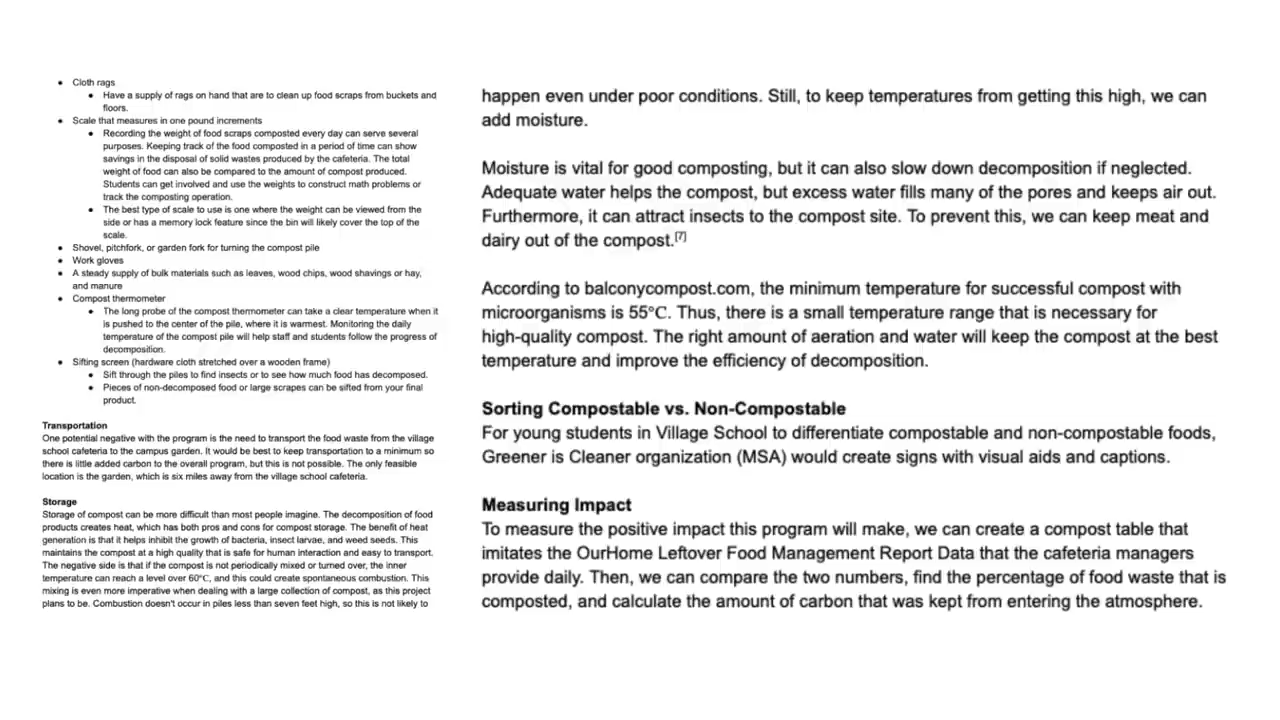 ● Cloth rags
● Have a supply of rags on hand that are to clean up food scraps from buckets and
floors.
● Scale that measures in one pound increments
● Recording the weight of food scraps composted every day can serve several
purposes. Keeping track of the food composted in a period of time can show
savings in the disposal of solid wastes produced by the cafeteria. The total
weight of food can also be compared to the amount of compost produced.
Students can get involved and use the weights to construct math problems or
track the composting operation.
● The best type of scale to use is one where the weight can be viewed from the
side or has a memory lock feature since the bin will likely cover the top of the
scale.
● Shovel, pitchfork, or garden fork for turning the compost pile
● Work gloves
● A steady supply of bulk materials such as leaves, wood chips, wood shavings or hay,
and manure
● Compost thermometer
● The long probe of the compost thermometer can take a clear temperature when it
is pushed to the center of the pile, where it is warmest. Monitoring the daily
temperature of the compost pile will help staff and students follow the progress of
decomposition.
● Sifting screen (hardware cloth stretched over a wooden frame)
● Sift through the piles to find insects or to see how much food has decomposed.
● Pieces of non-decomposed food or large scrapes can be sifted from your final
product.
Transportation
One potential negative with the program is the need to transport the food waste from the village
school cafeteria to the campus garden. It would be best to keep transportation to a minimum so
there is little added carbon to the overall program, but this is not possible. The only feasible
location is the garden, which is six miles away from the village school cafeteria.
Storage
Storage of compost can be more difficult than most people imagine. The decomposition of food
products creates heat, which has both pros and cons for compost storage. The benefit of heat
generation is that it helps inhibit the growth of bacteria, insect larvae, and weed seeds. This
maintains the compost at a high quality that is safe for human interaction and easy to transport.
The negative side is that if the compost is not periodically mixed or turned over, the inner
temperature can reach a level over 60°C, and this could create spontaneous combustion. This
mixing is even more imperative when dealing with a large collection of compost, as this project
plans to be. Combustion doesn't occur in piles less than seven feet high, so this is not likely to
happen even under poor conditions. Still, to keep temperatures from getting this high, we can
add moisture.
Moisture is vital for good composting, but it can also slow down decomposition if neglected.
Adequate water helps the compost, but excess water fills many of the pores and keeps air out.
Furthermore, it can attract insects to the compost site. To prevent this, we can keep meat and
dairy out of the compost.[7]
According to balconycompost.com, the minimum temperature for successful compost with
microorganisms is 55°C. Thus, there is a small temperature range that is necessary for
high-quality compost. The right amount of aeration and water will keep the compost at the best
temperature and improve the efficiency of decomposition.
Sorting Compostable vs. Non-Compostable
For young students in Village School to differentiate compostable and non-compostable foods,
Greener is Cleaner organization (MSA) would create signs with visual aids and captions.
Measuring Impact
To measure the positive impact this program will make, we can create a compost table that
imitates the OurHome Leftover Food Management Report Data that the cafeteria managers
provide daily. Then, we can compare the two numbers, find the percentage of food waste that is
composted, and calculate the amount of carbon that was kept from entering the atmosphere.